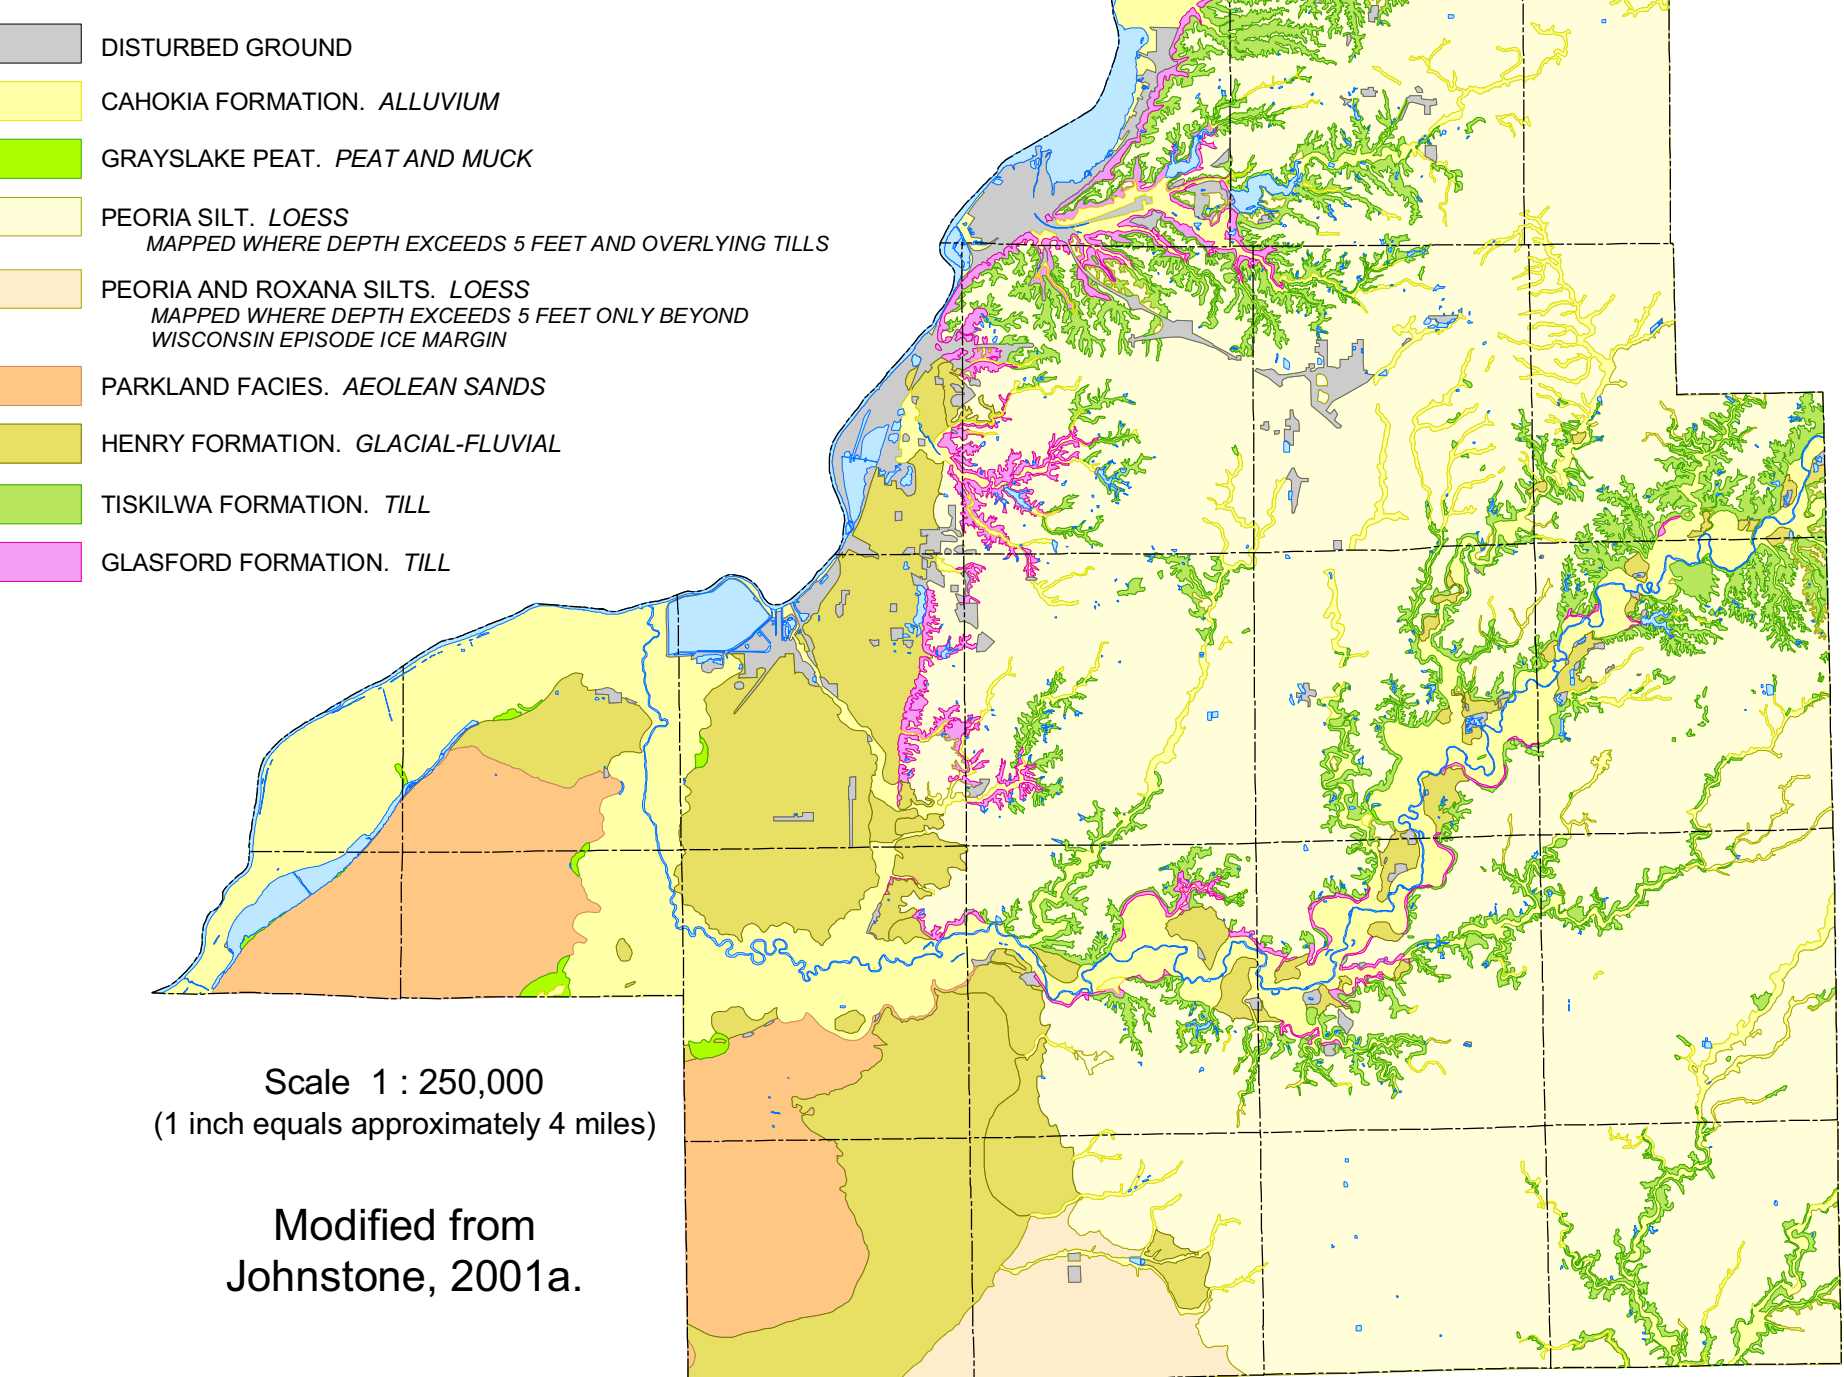 DISTURBED GROUND
CAHOKIA FORMATION. ALLUVIUM
GRAYSLAKE PEAT. PEAT AND MUCK
PEORIA SILT. LOESS
MAPPED WHERE DEPTH EXCEEDS 5 FEET AND OVERLYING TILLS
PEORIA AND ROXANA SILTS. LOESS
MAPPED WHERE DEPTH EXCEEDS 5 FEET ONLY BEYOND
WISCONSIN EPISODE ICE MARGIN
PARKLAND FACIES. AEOLEAN SANDS
HENRY FORMATION. GLACIAL-FLUVIAL
TISKILWA FORMATION. TILL
GLASFORD FORMATION. TILL
Scale 1 : 250,000
(1 inch equals approximately 4 miles)
Modified from
Johnstone, 2001a.